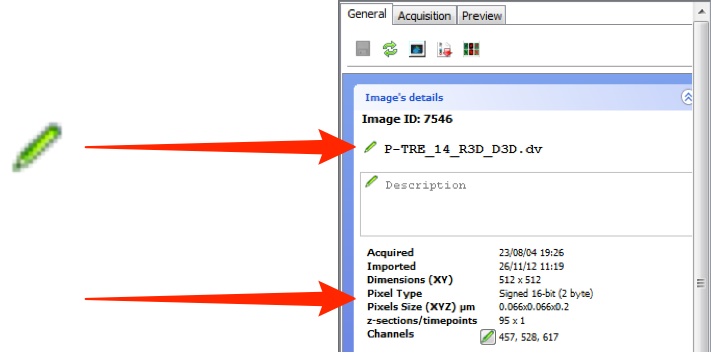 General Acquisition Preview
Image's details
Image ID: 7546
P-TRE_14_R3D_D3D.dv
Description
Acquired 23/08/04 19:26
Imported 26/11/12 11:19
Dimensions (XY) 512 x 512
Pixel Type Signed 16-bit (2 byte)
Pixels Size (XYZ) µm 0.066x0.066x0.2
z-sections/timepoints 95 x 1
Channels 457, 528, 617